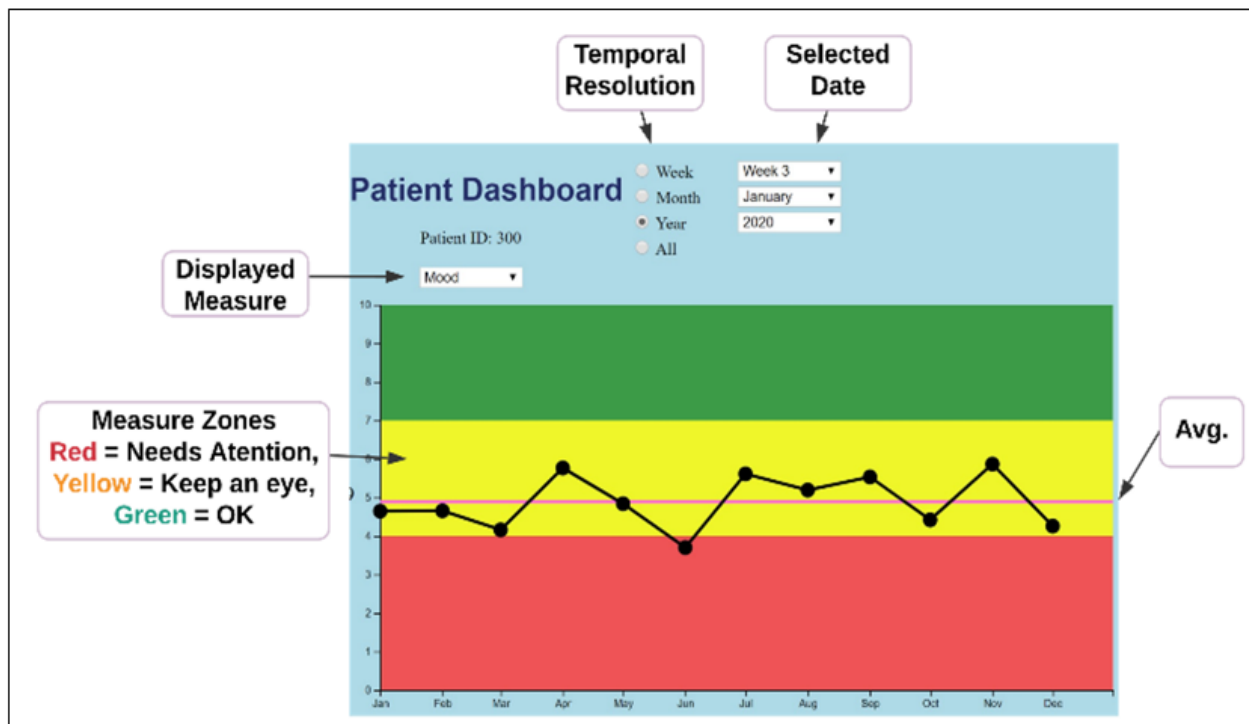 Temporal
Resolution
Selected
Date
Patient Dashboard
Week
Month
Year
All
Week 3
January
2020
Patient ID: 300
Displayed
Measure
Mood
Measure Zones
Red = Needs Atention,
Yellow = Keep an eye,
Green = OK
Avg.
10
9
8
7
6
5
4
3
2
1
0
Jan Feb Mar Apr May Jun Jul Aug Sep Oct Nov Dec